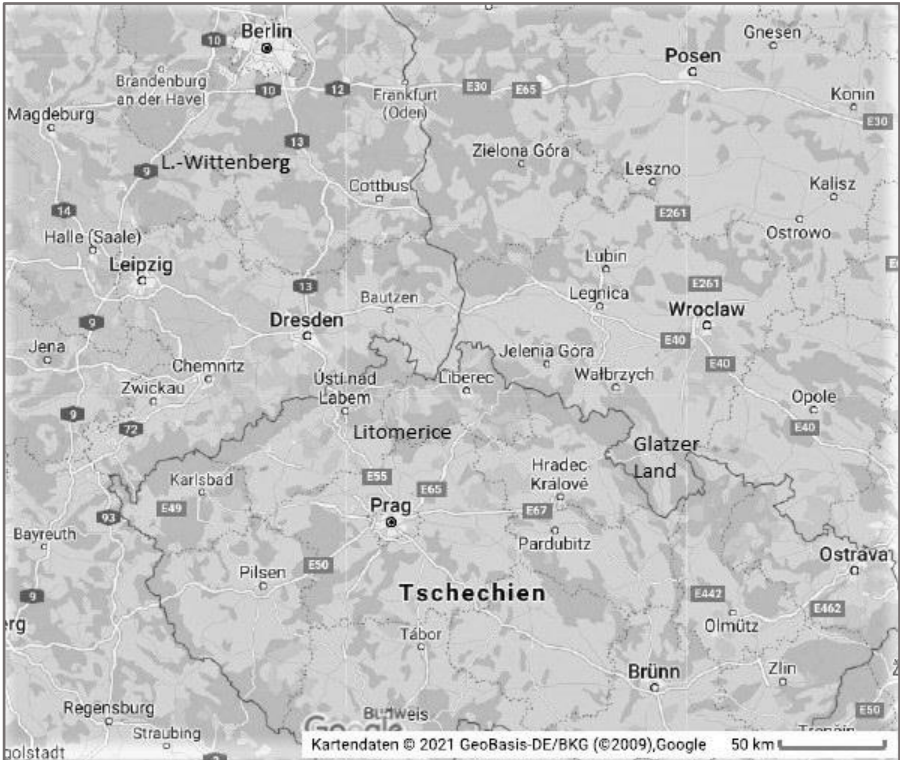 Berlin
10
Gnesen
Posen
Brandenburg
an der Havel
10
12
Frankfurt
(Oder)
E30
E65
Konin
E30
Magdeburg
13
9
L.-Wittenberg
Zielona Góra
Leszno
Cottbus
Kalisz
14
E261
Ostrowo
Halle (Saale)
Leipzig
Lubin
13
Bautzen
E261
Legnica
Wroclaw
9
Dresden
E40
Jena
Jelenia Góra
E40
Chemnitz
Zwickau
Ústí nad
Labem
Liberec
Wałbrzych
Opole
9
72
E40
Litomerice
Glatzer
Land
Karlsbad
E55
E65
Hradec
Králové
E49
Prag
E67
93
Bayreuth
Pardubitz
Ostrava
E50
Pilsen
9
Tschechien
E442
E462
erg
Olmütz
Tábor
Brünn
Zlin
Regensburg
E50
Google
Budweis
Straubing
golstadt
Kartendaten © 2021 GeoBasis-DE/BKG (©2009),Google 50 km